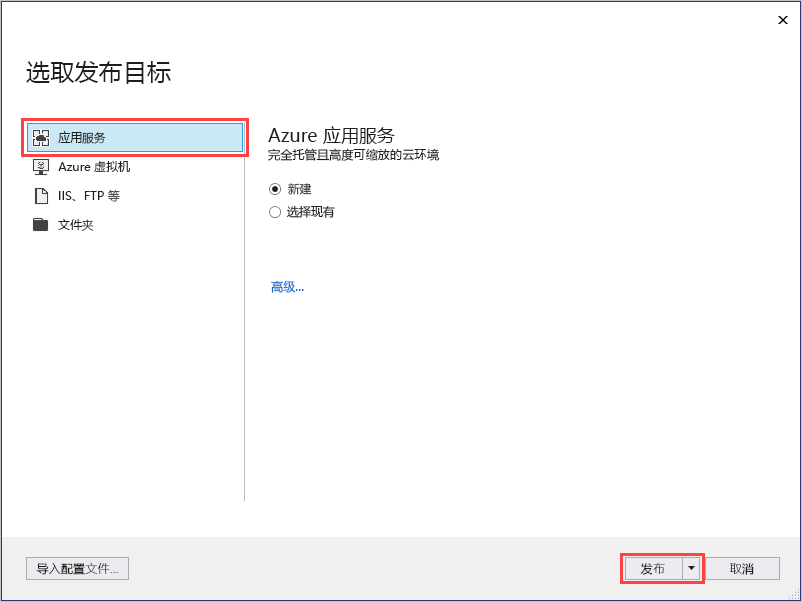 选取发布目标
应用服务
Azure 虚拟机
IIS、FTP 等
文件夹
Azure 应用服务
完全托管且高度可缩放的云环境
新建
选择现有
高级...
导入配置文件...
发布
取消